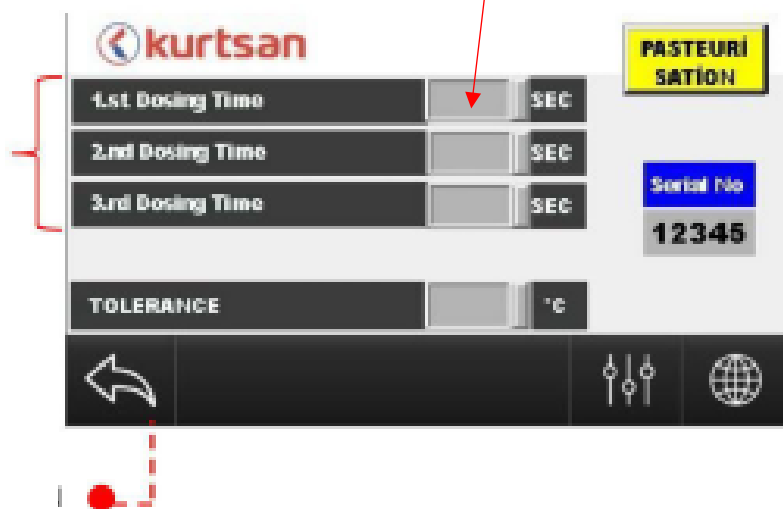 kurtsan
PASTEURİ
SATİON
1.st Dosing Time
SEC
2.nd Dosing Time
SEC
3.rd Dosing Time
SEC
Serial No
12345
TOLERANCE
°C